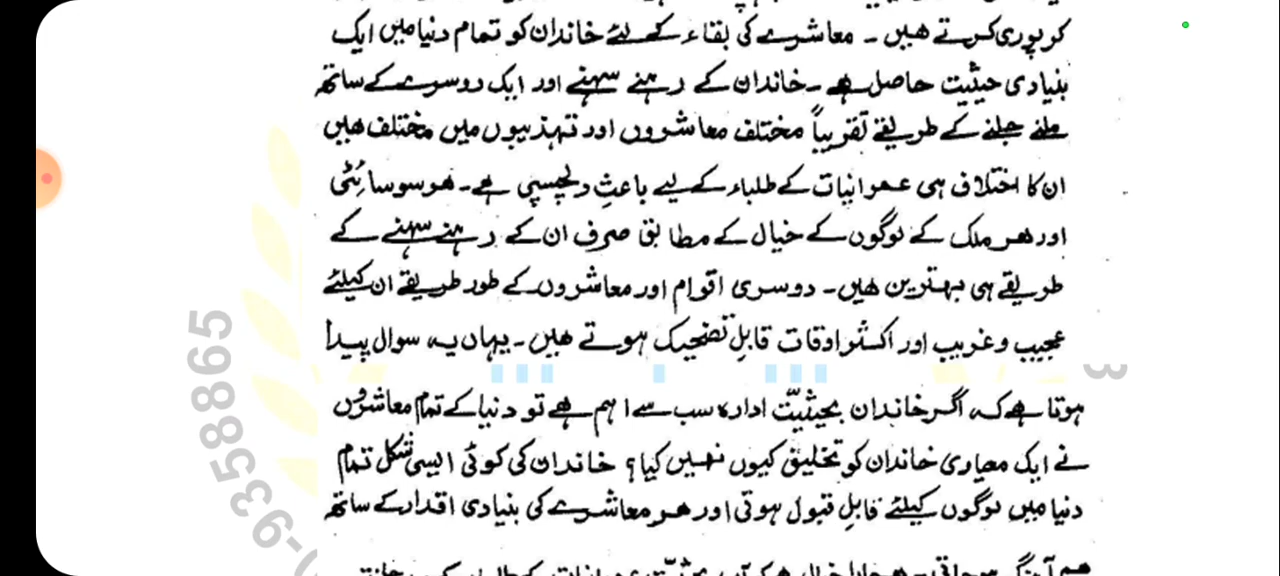 کر پوری کرتے ہیں ۔ معاشرے کی بقاء کے لئے خاندان کو تمام دنیا میں ایک
بنیادی حیثیت حاصل ہے ۔ خاندان کے رہنے سہنے اور ایک دوسرے کے ساتھ
ملنے جلنے کے طریقے تقریباً مختلف معاشروں اور تہذیبوں میں مختلف ہیں
ان کا اختلاف ہی عمرانیات کے طلباء کے لیے باعثِ دلچسپی ہے ۔ ہر سوسائٹی
اور ہر ملک کے لوگوں کے خیال کے مطابق صرف ان کے رہنے سہنے کے
طریقے ہی بہترین ہیں ۔ دوسری اقوام اور معاشروں کے طور طریقے ان کیلئے
عجیب و غریب اور اکثر اوقات قابلِ تضحیک ہوتے ہیں ۔ یہاں یہ سوال پیدا
ہوتا ہے کہ اگر خاندان بحیثیّت ادارہ سب سے اہم ہے تو دنیا کے تمام معاشروں
نے ایک معیاری خاندان کو تخلیق کیوں نہیں کیا؟ خاندان کی کوئی ایسی شکل تمام
دنیا میں لوگوں کیلئے قابلِ قبول ہوتی اور ہر معاشرے کی بنیادی اقدار کے ساتھ
-9358865